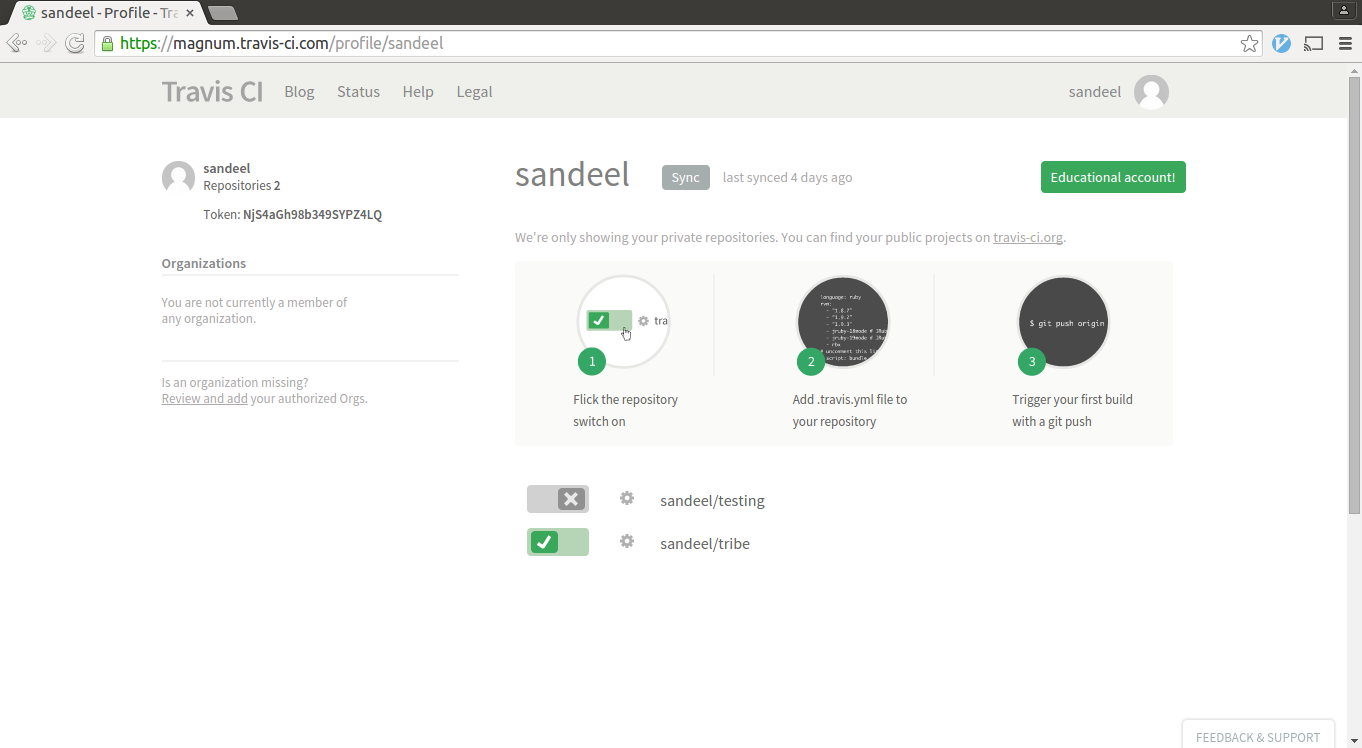 sandeel - Profile - Tra
https://magnum.travis-ci.com/profile/sandeel
Travis CI Blog Status Help Legal sandeel
sandeel
Repositories 2
Token: NjS4aGh98b349SYPZ4LQ
Organizations
You are not currently a member of
any organization.
Is an organization missing?
Review and add your authorized Orgs.
sandeel Sync last synced 4 days ago Educational account!
We're only showing your private repositories. You can find your public projects on travis-ci.org.
tra
1
Flick the repository
switch on
language: ruby
rvm:
- "1.8.7"
- "1.9.2"
- "1.9.3"
- jruby-18mode # JRub
- jruby-19mode # JR
- rbx
# uncomment this li
script: bundle
2
Add .travis.yml file to
your repository
$ git push origin
3
Trigger your first build
with a git push
sandeel/testing
sandeel/tribe
FEEDBACK & SUPPORT